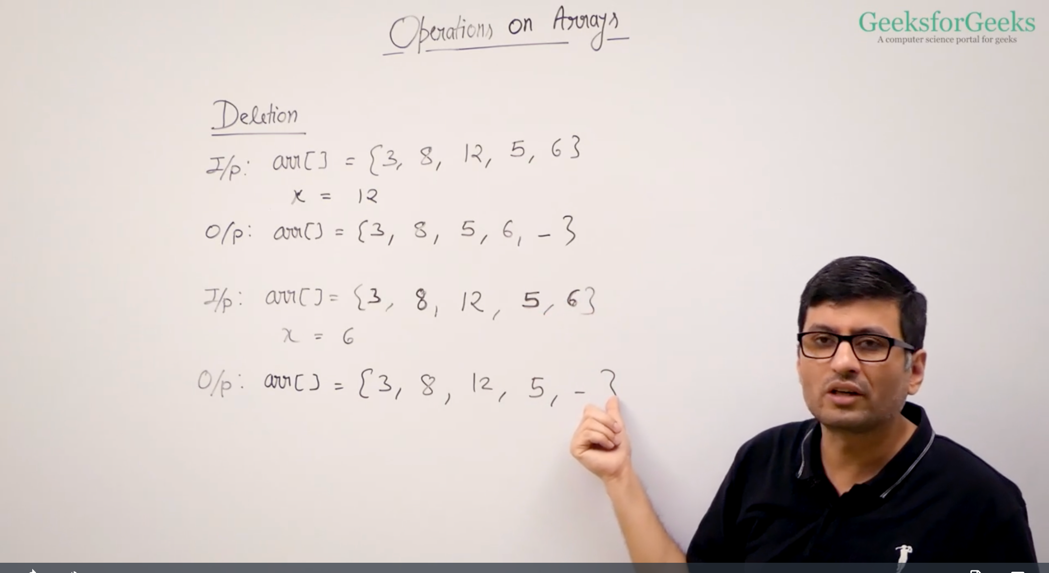 Operations on Arrays
GeeksforGeeks
A computer science portal for geeks
Deletion
I/p: arr[] = {3, 8, 12, 5, 6}
x = 12
O/p: arr[] = {3, 8, 5, 6, _}
I/p: arr[] = {3, 8, 12, 5, 6}
x = 6
O/p: arr[] = {3, 8, 12, 5, _}